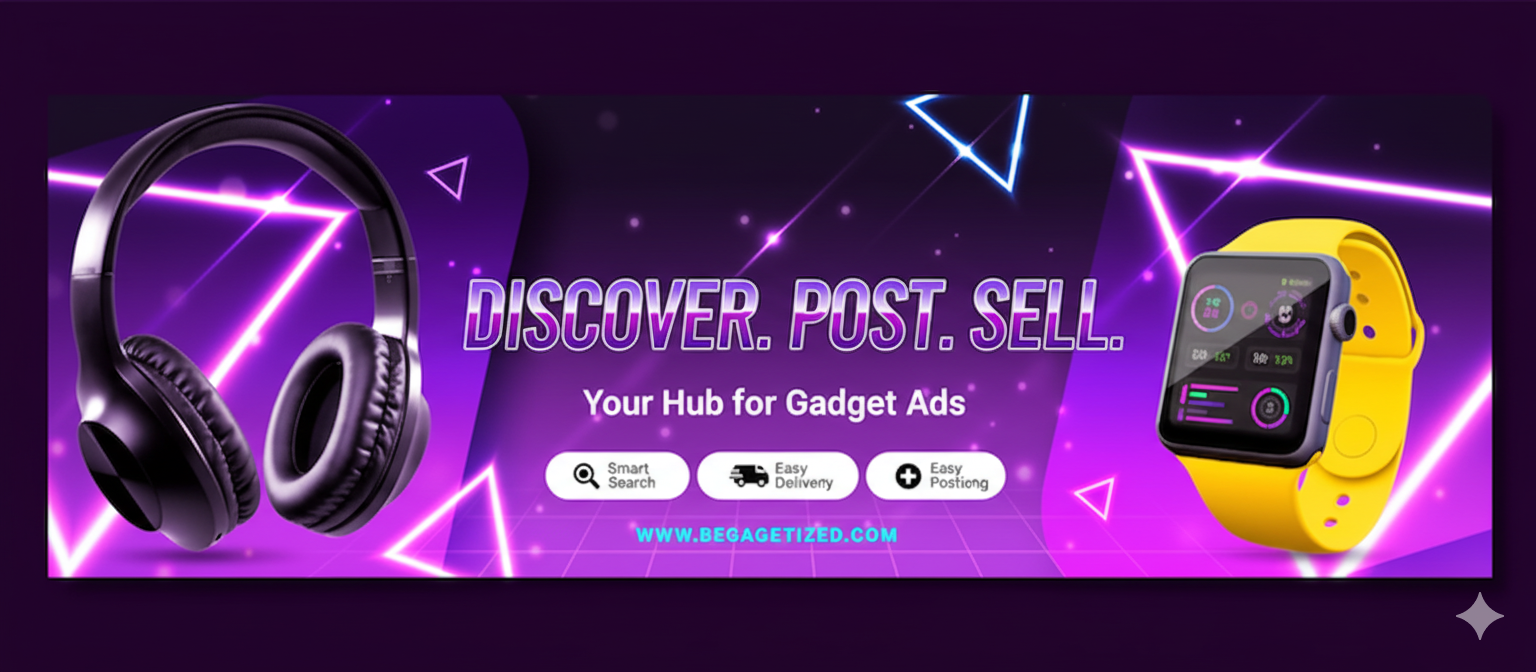 DISCOVER. POST. SELL.
Your Hub for Gadget Ads
Smart
Search
Easy
Delivery
Easy
Postiong
WWW.BEGAGETIZED.COM